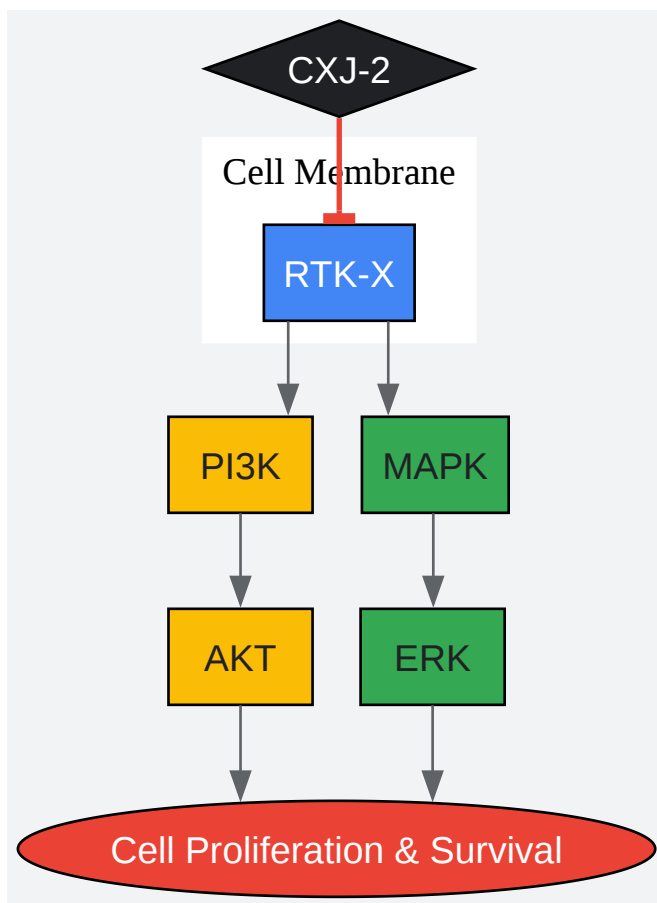 CXJ-2
Cell Membrane
RTK-X
PI3K
MAPK
AKT
ERK
Cell Proliferation & Survival